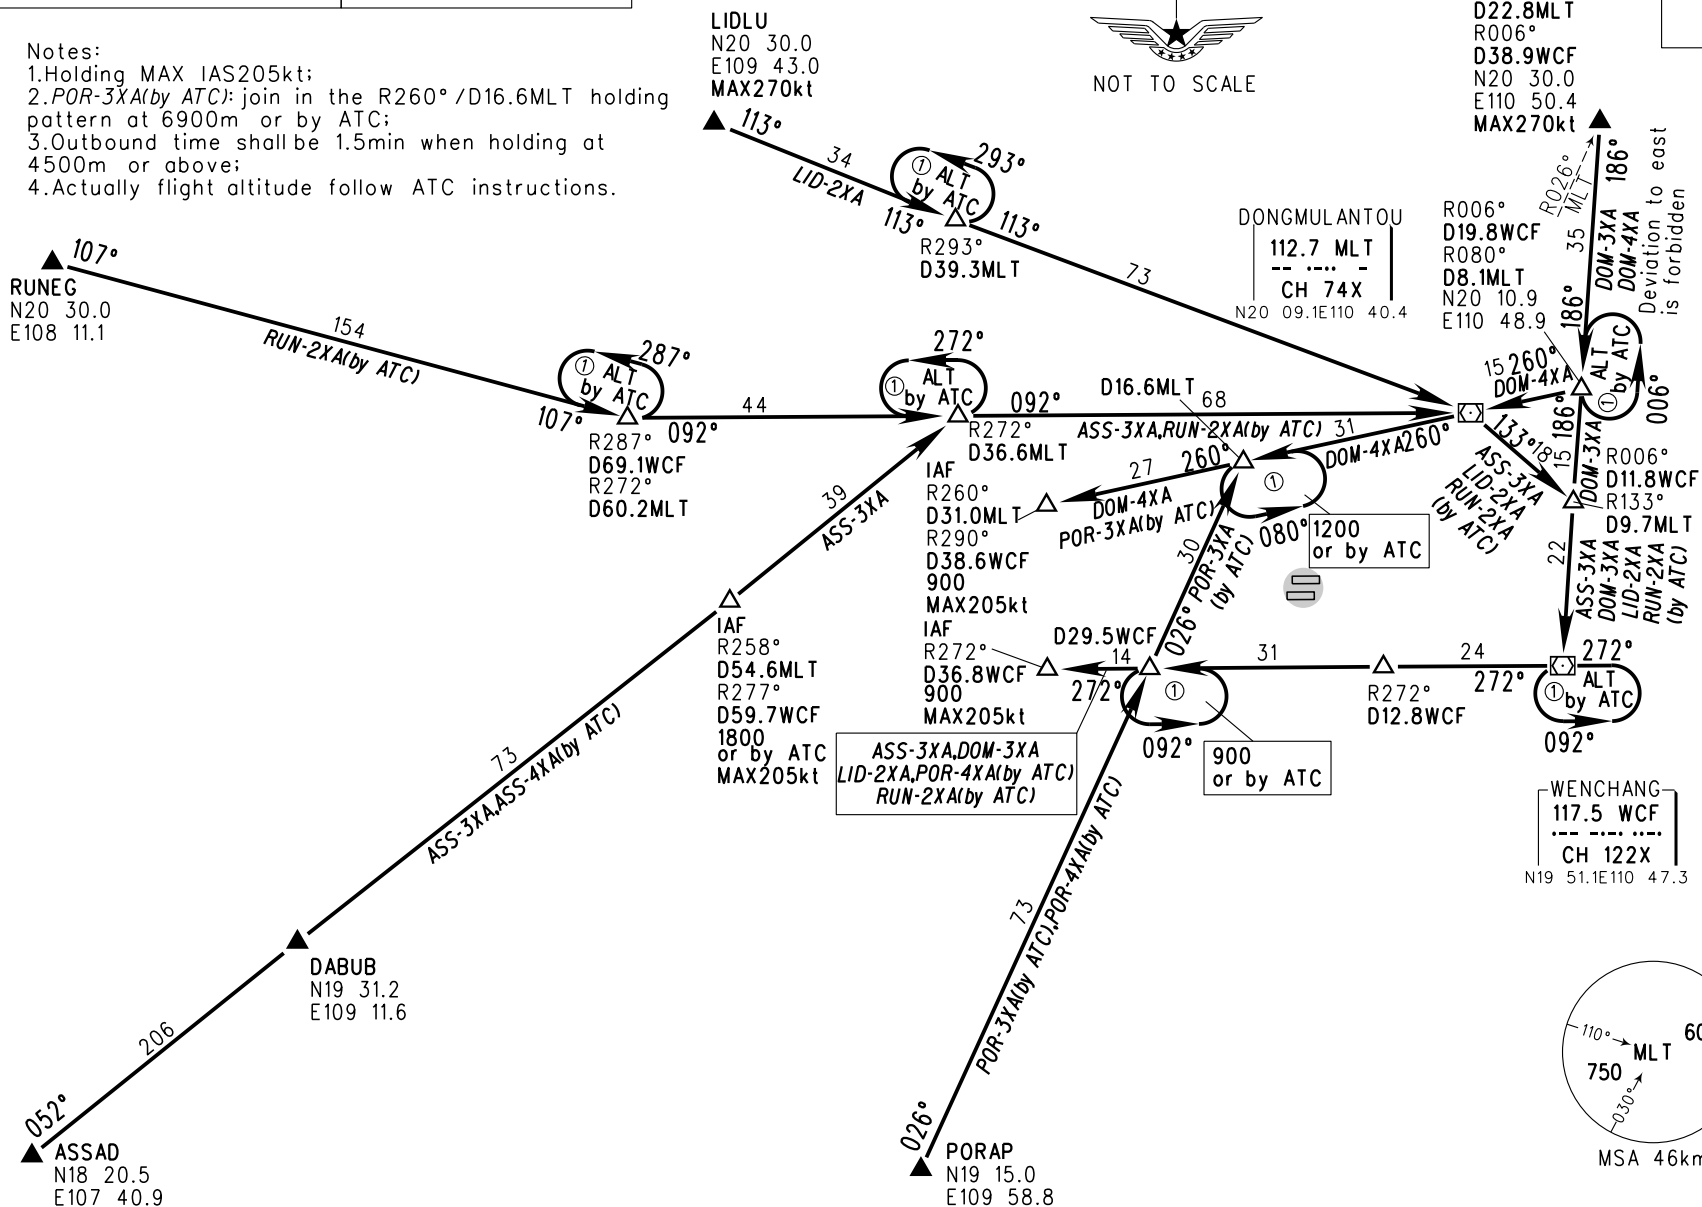 Notes:
1.Holding MAX IAS205kt;
2.POR-3XA(by ATC): join in the R260°/D16.6MLT holding
pattern at 6900m or by ATC;
3.Outbound time shall be 1.5min when holding at
4500m or above;
4.Actually flight altitude follow ATC instructions.
LIDLU
N20 30.0
E109 43.0
MAX270kt
NOT TO SCALE
D22.8MLT
R006°
D38.9WCF
N20 30.0
E110 50.4
MAX270kt
113°
34
LID-2XA
113°
293°
① ALT
by ATC
R293°
D39.3MLT
113°
73
DONGMULANTOU
112.7 MLT
-- ·-·· -
CH 74X
N20 09.1E110 40.4
R026°
MLT
186°
35
DOM-3XA
DOM-4XA
Deviation to east
is forbidden
186°
R006°
D19.8WCF
R080°
D8.1MLT
N20 10.9
E110 48.9
① ALT
by ATC
006°
107°
RUNEG
N20 30.0
E108 11.1
154
RUN-2XA(by ATC)
107°
287°
① ALT
by ATC
R287°
D69.1WCF
R272°
D60.2MLT
44
092°
272°
① ALT
by ATC
R272°
D36.6MLT
092°
68
ASS-3XA,RUN-2XA(by ATC)
D16.6MLT
15 260°
DOM-4XA
31
DOM-4XA 260°
133°
18
ASS-3XA
LID-2XA
RUN-2XA
(by ATC)
186°
15
DOM-3XA
R006°
D11.8WCF
R133°
D9.7MLT
22
ASS-3XA
DOM-3XA
LID-2XA
RUN-2XA
(by ATC)
260°
27
DOM-4XA
POR-3XA(by ATC)
①
080°
1200
or by ATC
IAF
R260°
D31.0MLT
R290°
D38.6WCF
900
MAX205kt
39
ASS-3XA
30
POR-3XA
(by ATC)
026°
IAF
R258°
D54.6MLT
R277°
D59.7WCF
1800
or by ATC
MAX205kt
IAF
R272°
D36.8WCF
900
MAX205kt
D29.5WCF
14
272°
①
092°
900
or by ATC
31
R272°
D12.8WCF
24
272°
272°
① ALT
by ATC
092°
ASS-3XA,DOM-3XA
LID-2XA,POR-4XA(by ATC)
RUN-2XA(by ATC)
WENCHANG
117.5 WCF
·-- -·-· ··-·
CH 122X
N19 51.1E110 47.3
73
ASS-3XA,ASS-4XA(by ATC)
DABUB
N19 31.2
E109 11.6
206
052°
ASSAD
N18 20.5
E107 40.9
73
POR-3XA(by ATC),POR-4XA(by ATC)
026°
PORAP
N19 15.0
E109 58.8
110°
MLT
60
750
030°
MSA 46km